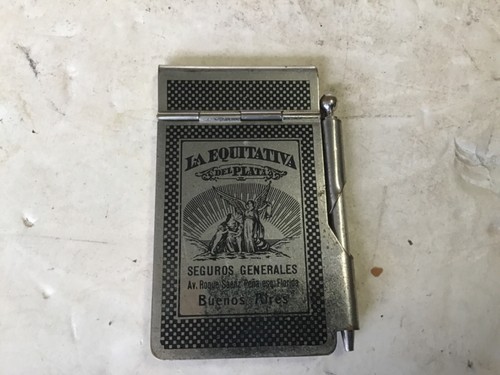 LA EQUITATIVA
DEL PLATA
SEGUROS GENERALES
Av. Roque Saenz Peña esq. Florida
Buenos Aires